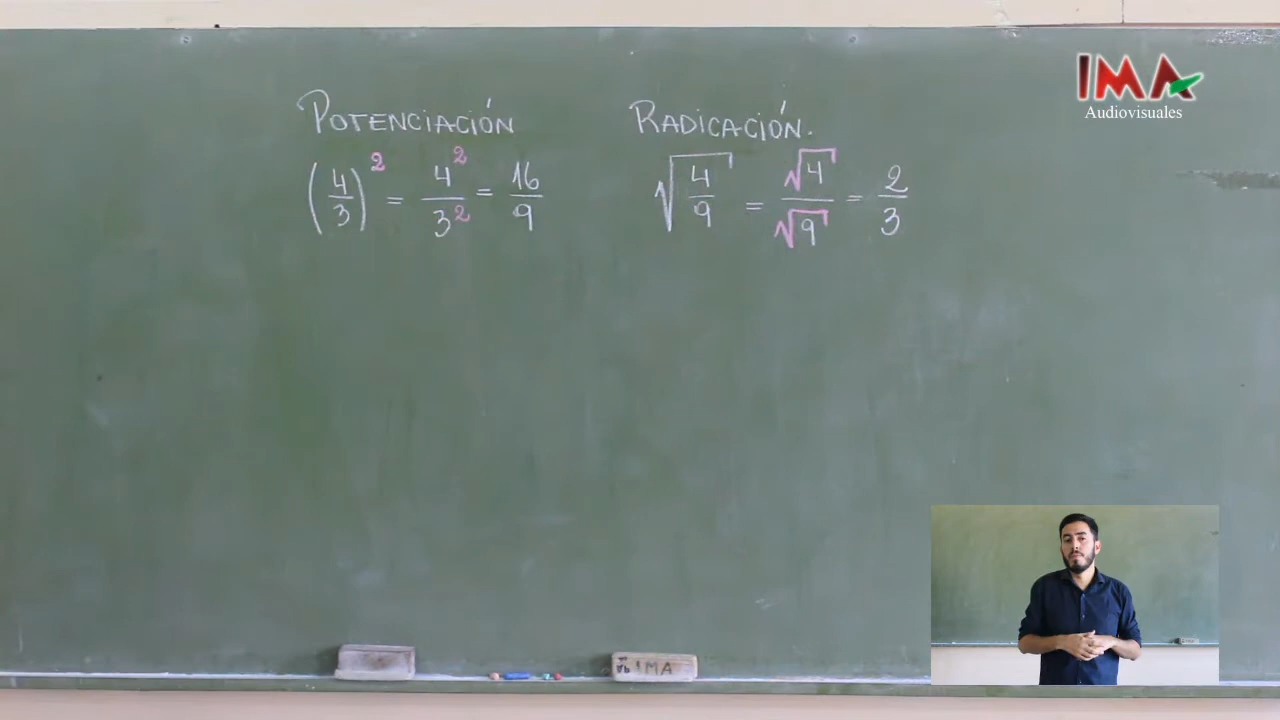 POTENCIACIÓN
(4/3)² = 4²/3² = 16/9
RADICACIÓN.
√(4/9) = √4/√9 = 2/3
IMA
Audiovisuales
IMA